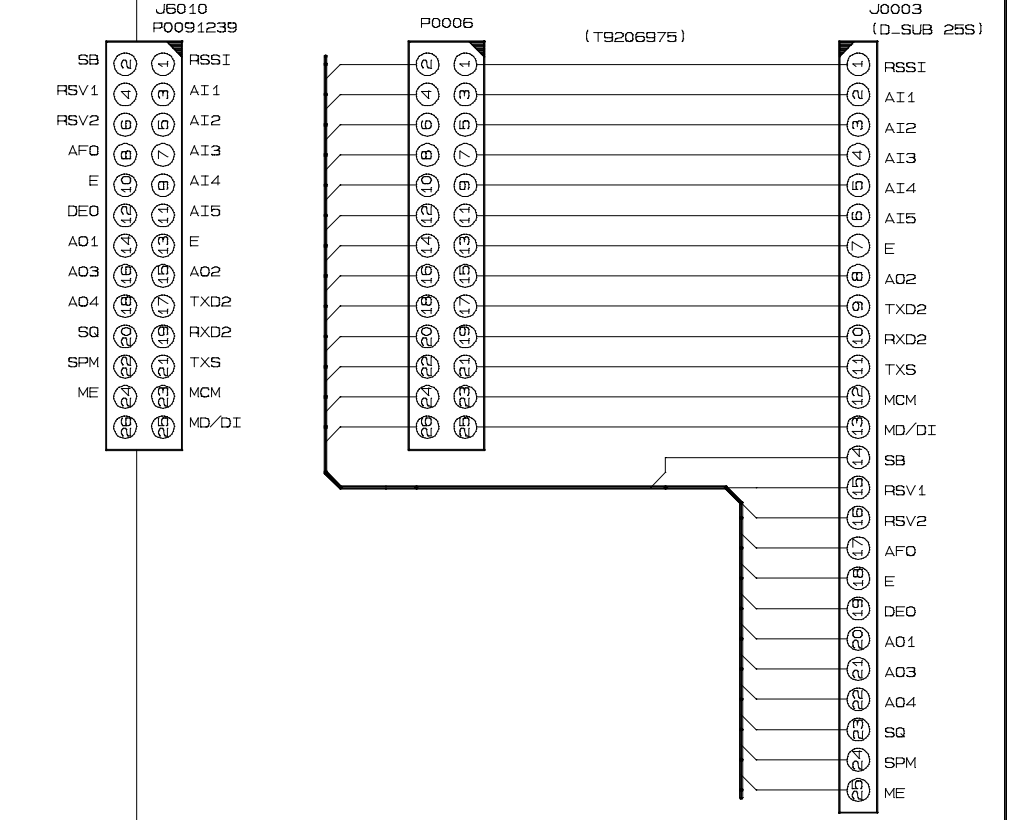 J6010
P0091239
SB 2 1 RSSI
RSV1 4 3 AI1
RSV2 6 5 AI2
AFO 8 7 AI3
E 10 9 AI4
DEO 12 11 AI5
AO1 14 13 E
AO3 16 15 AO2
AO4 18 17 TXD2
SQ 20 19 RXD2
SPM 22 21 TXS
ME 24 23 MCM
26 25 MD/DI
P0006
2 1
4 3
6 5
8 7
10 9
12 11
14 13
16 15
18 17
20 19
22 21
24 23
26 25
(T9206975)
J0003
(D_SUB 25S)
1 RSSI
2 AI1
3 AI2
4 AI3
5 AI4
6 AI5
7 E
8 AO2
9 TXD2
10 RXD2
11 TXS
12 MCM
13 MD/DI
14 SB
15 RSV1
16 RSV2
17 AFO
18 E
19 DEO
20 AO1
21 AO3
22 AO4
23 SQ
24 SPM
25 ME